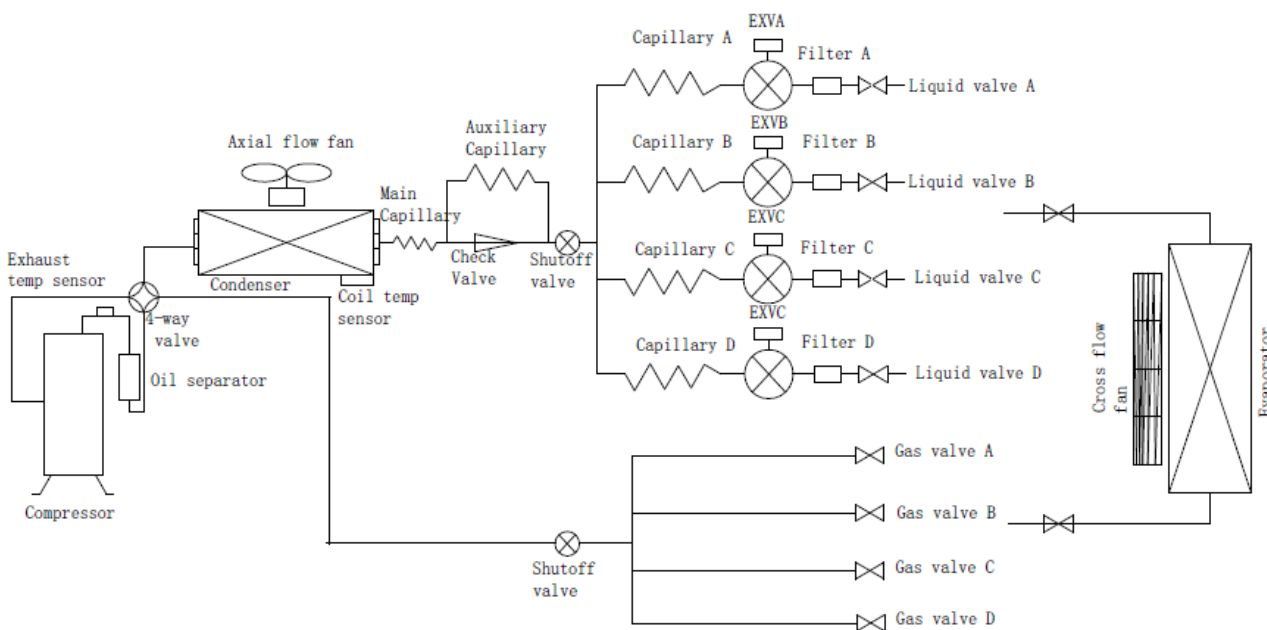 EXVA
Capillary A
Filter A
Liquid valve A
Auxiliary
Capillary
EXVB
Capillary B
Filter B
Liquid valve B
Axial flow fan
Main
Capillary
EXVC
Capillary C
Filter C
Liquid valve C
Check
Valve
Shutoff
valve
Exhaust
temp sensor
Condenser
Coil temp
sensor
4-way
valve
EXVC
Capillary D
Filter D
Liquid valve D
Oil separator
Cross flow
fan
Evaporator
Compressor
Gas valve A
Gas valve B
Shutoff
valve
Gas valve C
Gas valve D